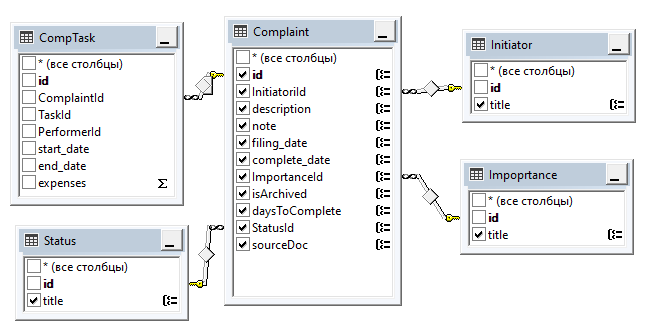 CompTask
* (все столбцы)
id
ComplaintId
TaskId
PerformerId
start_date
end_date
expenses
Complaint
* (все столбцы)
id
InitiatorId
description
note
filing_date
complete_date
ImportanceId
isArchived
daysToComplete
StatusId
sourceDoc
Initiator
* (все столбцы)
id
title
Impoprtance
* (все столбцы)
id
title
Status
* (все столбцы)
id
title